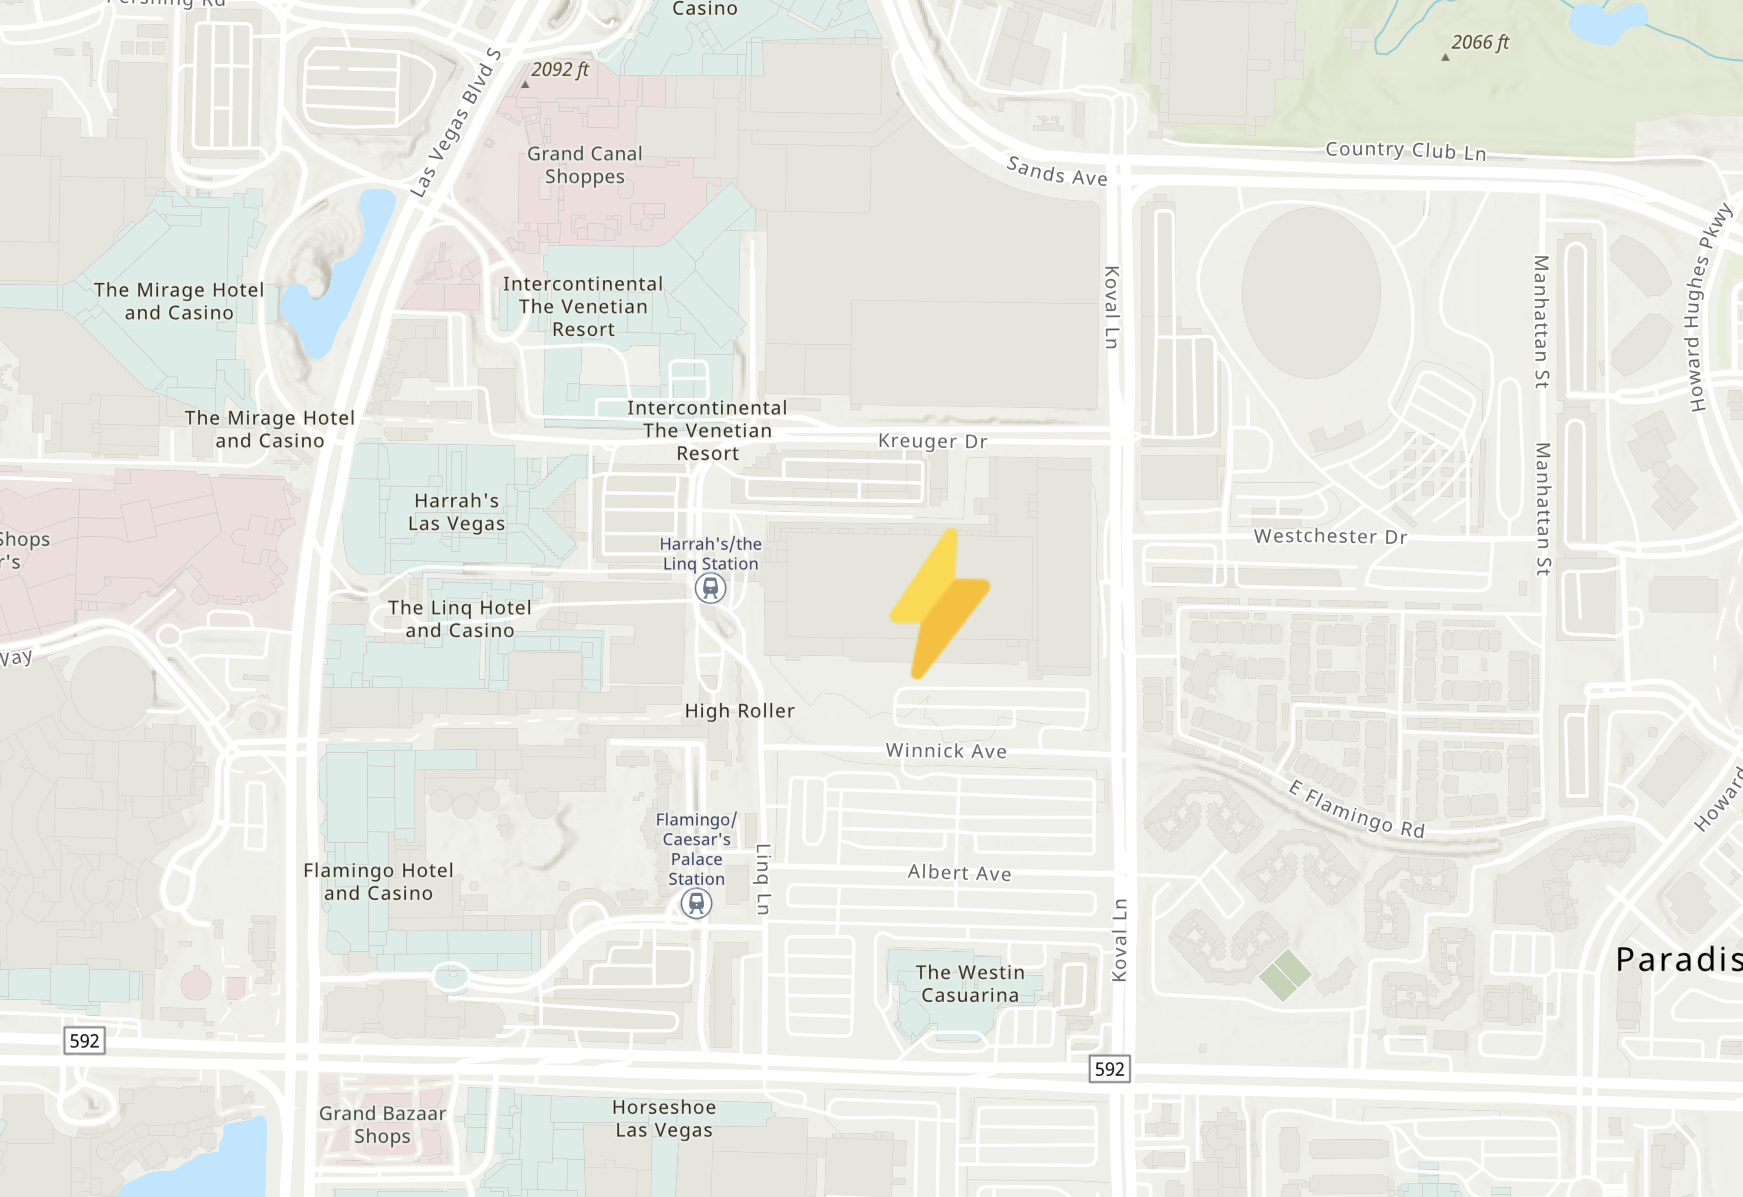 Pershing Rd
Casino
2092 ft
2066 ft
Las Vegas Blvd S
Grand Canal
Shoppes
Sands Ave
Country Club Ln
Howard Hughes Pkwy
The Mirage Hotel
and Casino
Intercontinental
The Venetian
Resort
Koval Ln
Manhattan St
The Mirage Hotel
and Casino
Intercontinental
The Venetian
Resort
Kreuger Dr
Manhattan St
Harrah's
Las Vegas
Shops
r's
Westchester Dr
Harrah's/the
Linq Station
The Linq Hotel
and Casino
Way
High Roller
Winnick Ave
E Flamingo Rd
Howard
Flamingo/
Caesar's
Palace
Station
Flamingo Hotel
and Casino
Linq Ln
Albert Ave
Koval Ln
The Westin
Casuarina
Paradis
592
592
Grand Bazaar
Shops
Horseshoe
Las Vegas